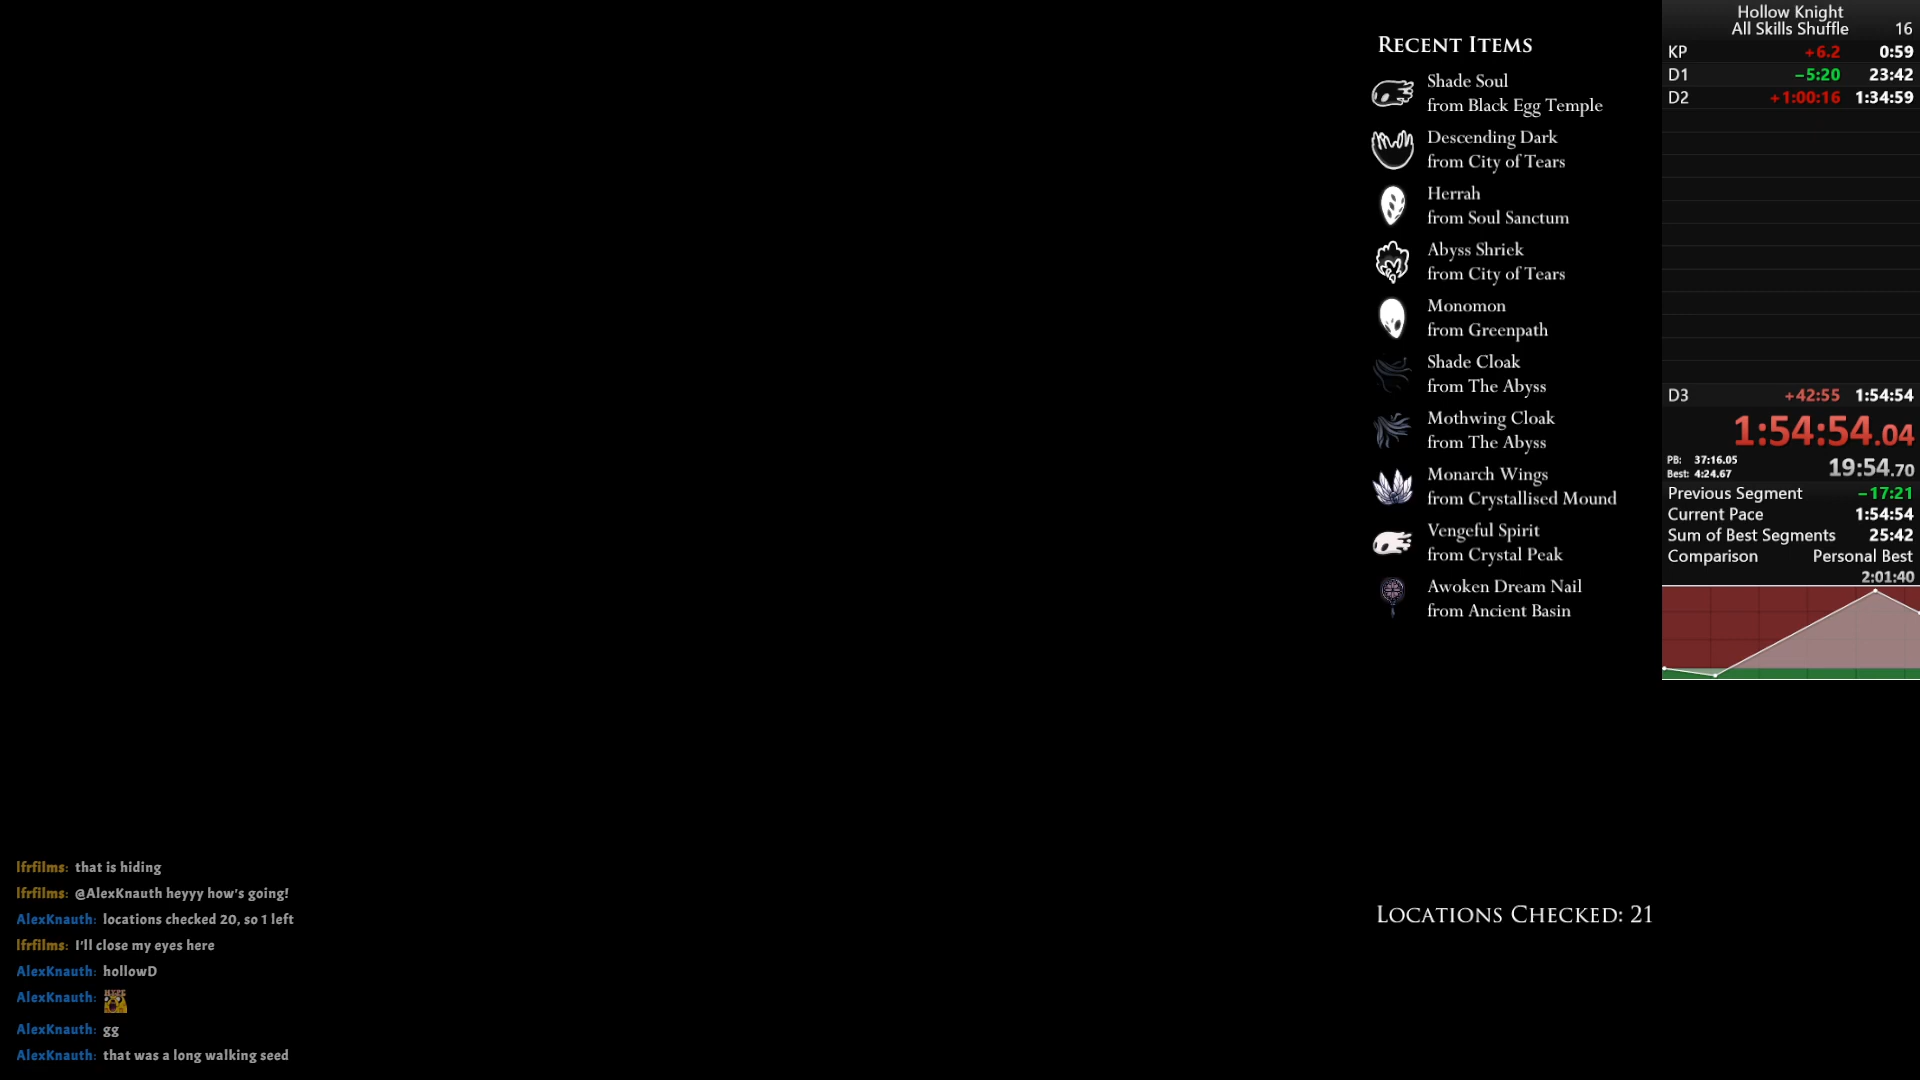 RECENT ITEMS
Shade Soul
from Black Egg Temple
Descending Dark
from City of Tears
Herrah
from Soul Sanctum
Abyss Shriek
from City of Tears
Monomon
from Greenpath
Shade Cloak
from The Abyss
Mothwing Cloak
from The Abyss
Monarch Wings
from Crystallised Mound
Vengeful Spirit
from Crystal Peak
Awoken Dream Nail
from Ancient Basin
LOCATIONS CHECKED: 21
Hollow Knight
All Skills Shuffle 16
KP +6.2 0:59
D1 −5:20 23:42
D2 +1:00:16 1:34:59
D3 +42:55 1:54:54
1:54:54.04
PB: 37:16.05
Best: 4:24.67
19:54.70
Previous Segment −17:21
Current Pace 1:54:54
Sum of Best Segments 25:42
Comparison Personal Best
2:01:40
lfrfilms: that is hiding
lfrfilms: @AlexKnauth heyyy how's going!
AlexKnauth: locations checked 20, so 1 left
lfrfilms: I'll close my eyes here
AlexKnauth: hollowD
AlexKnauth:
AlexKnauth: gg
AlexKnauth: that was a long walking seed